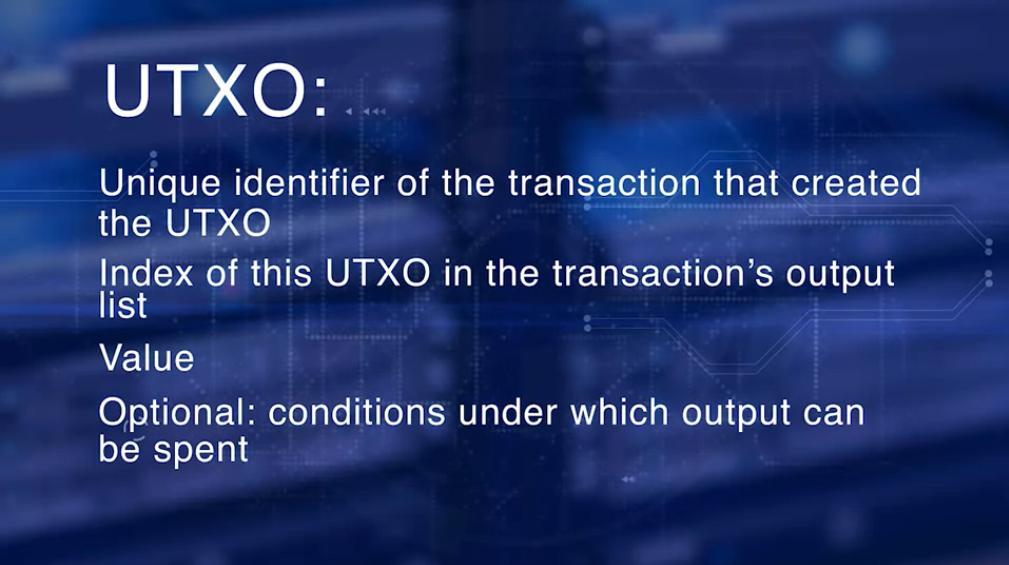 UTXO:
Unique identifier of the transaction that created
the UTXO
Index of this UTXO in the transaction’s output
list
Value
Optional: conditions under which output can
be spent